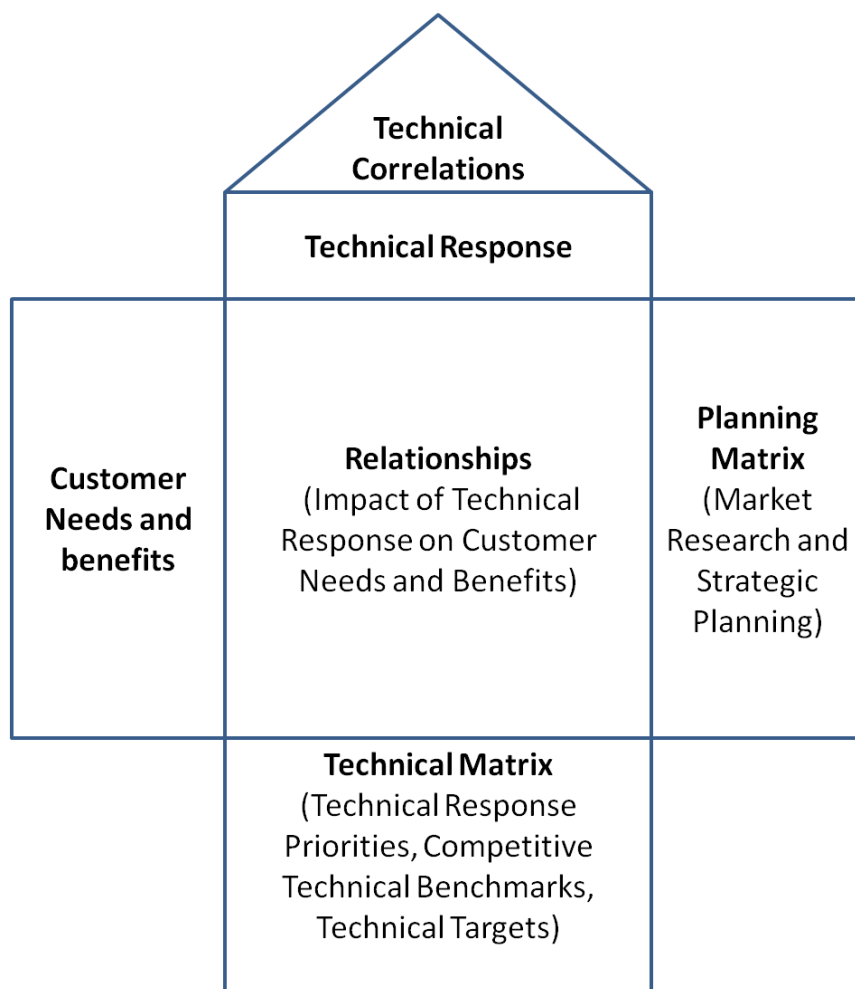 Technical
Correlations
Technical Response
Customer
Needs and
benefits
Relationships
(Impact of Technical
Response on Customer
Needs and Benefits)
Planning
Matrix
(Market
Research and
Strategic
Planning)
Technical Matrix
(Technical Response
Priorities, Competitive
Technical Benchmarks,
Technical Targets)